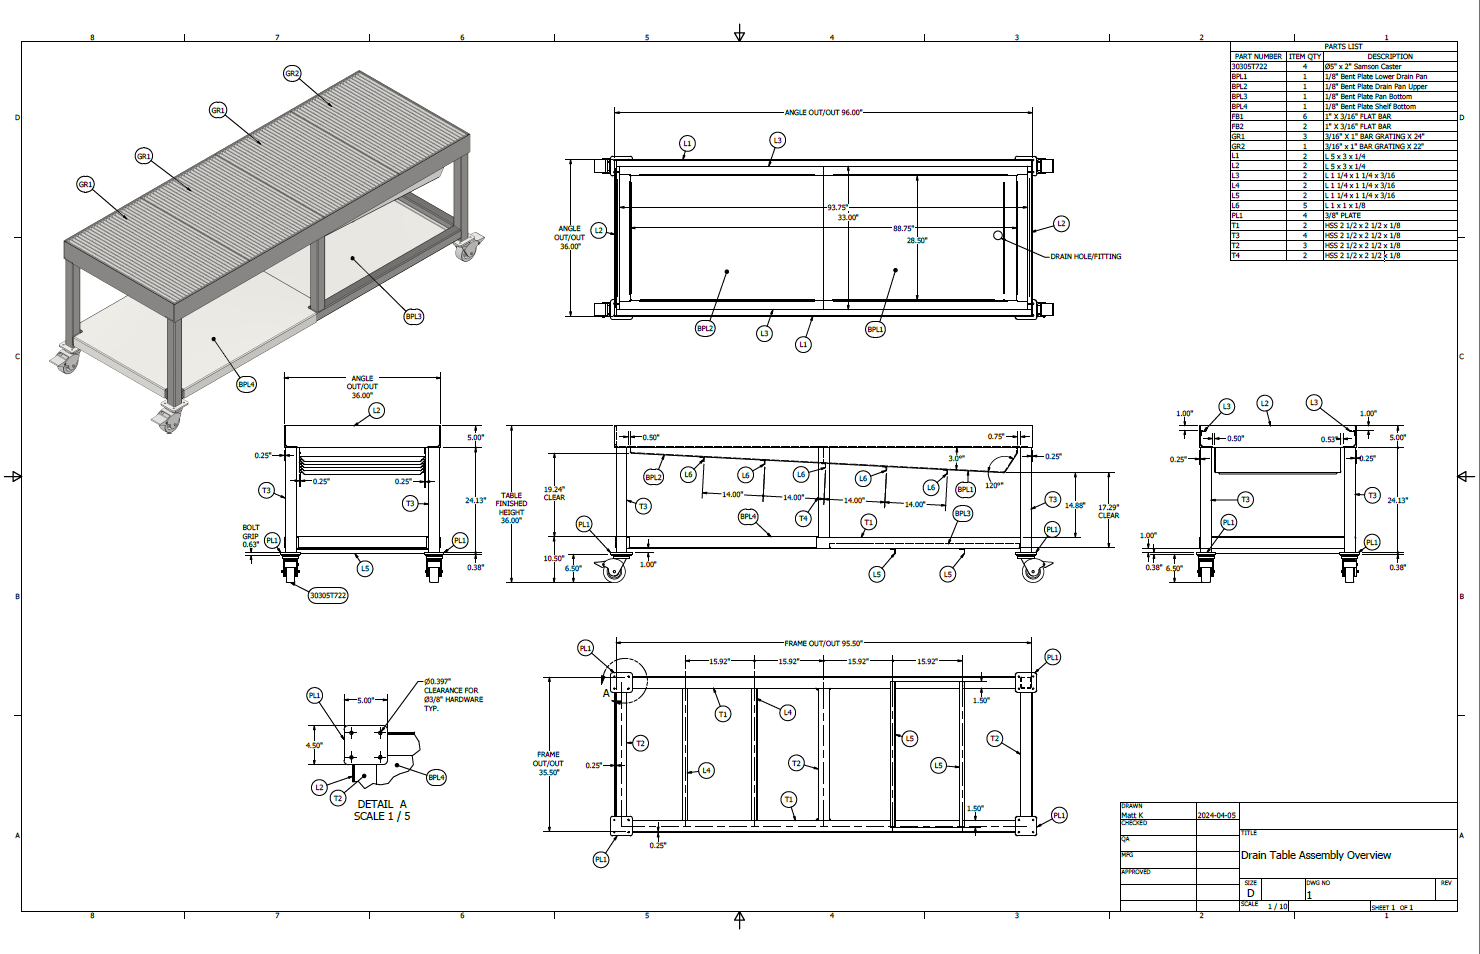 8 7 6 5 4 3 2 1
PARTS LIST
PART NUMBER ITEM QTY DESCRIPTION
30305T722 4 Ø5" x 2" Samson Caster
BPL1 1 1/8" Bent Plate Lower Drain Pan
BPL2 1 1/8" Bent Plate Drain Pan Upper
BPL3 1 1/8" Bent Plate Pan Bottom
BPL4 1 1/8" Bent Plate Shelf Bottom
FB1 6 1" X 3/16" FLAT BAR
FB2 2 1" X 3/16" FLAT BAR
GR1 3 3/16" X 1" BAR GRATING X 24"
GR2 1 3/16" x 1" BAR GRATING X 22"
L1 2 L 5 x 3 x 1/4
L2 2 L 5 x 3 x 1/4
L3 2 L 1 1/4 x 1 1/4 x 3/16
L4 2 L 1 1/4 x 1 1/4 x 3/16
L5 2 L 1 1/4 x 1 1/4 x 3/16
L6 5 L 1 x 1 x 1/8
PL1 4 3/8" PLATE
T1 2 HSS 2 1/2 x 2 1/2 x 1/8
T3 4 HSS 2 1/2 x 2 1/2 x 1/8
T2 3 HSS 2 1/2 x 2 1/2 x 1/8
T4 2 HSS 2 1/2 x 2 1/2 x 1/8
D D
GR2
GR1
GR1
GR1
BPL3
BPL4
ANGLE OUT/OUT 96.00"
L1 L3
93.75"
33.00"
88.75"
28.50"
ANGLE
OUT/OUT
36.00"
L2 L2
DRAIN HOLE/FITTING
BPL2 L3 L1 BPL1
C C
ANGLE
OUT/OUT
36.00"
L2
5.00"
0.25"
0.25" 0.25"
T3 T3
24.13"
BOLT
GRIP
0.63"
PL1 PL1
L5
0.38"
30305T722
0.50" 0.75"
3.0°
0.25"
120°
BPL2 L6 L6 L6 L6 L6 BPL1
14.00" 14.00" 14.00" 14.00"
19.24"
CLEAR
TABLE
FINISHED
HEIGHT
36.00"
T3 BPL4 T4 T1 BPL3 T3
14.88"
17.29"
CLEAR
PL1 PL1
10.50"
6.50"
1.00"
L5 L5
1.00" L3 L2 L3 1.00"
0.50" 0.53"
5.00"
0.25" 0.25"
T3 T3
24.13"
PL1 PL1
1.00"
0.38" 6.50" 0.38"
B B
FRAME OUT/OUT 95.50"
PL1 PL1
15.92" 15.92" 15.92" 15.92"
A
1.50"
T1 L4
T2 L5 T2
FRAME
OUT/OUT
35.50"
0.25"
L4 T2 L5
T1
1.50"
PL1
0.25"
PL1
PL1
5.00"
Ø0.397"
CLEARANCE FOR
Ø3/8" HARDWARE
TYP.
4.50"
L2 T2 BPL4
DETAIL A
SCALE 1 / 5
A A
DRAWN
Matt K 2024-04-05
CHECKED
QA
MFG
APPROVED
TITLE
Drain Table Assembly Overview
SIZE
D
DWG NO
1
REV
SCALE
1 / 10
SHEET 1 OF 1
8 7 6 5 4 3 2 1